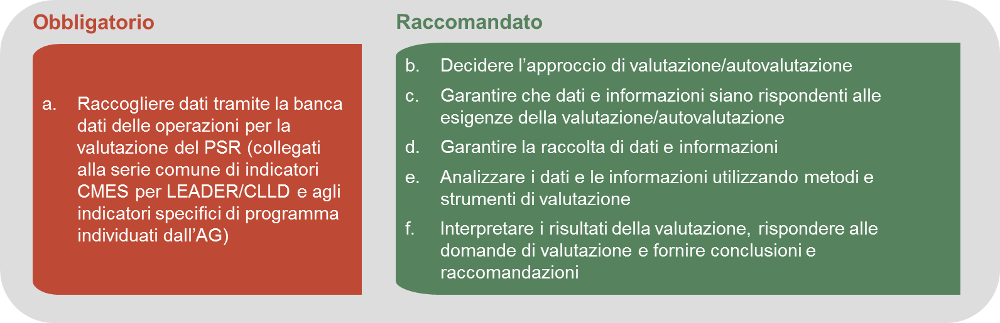 Obbligatorio
a. Raccogliere dati tramite la banca
dati delle operazioni per la
valutazione del PSR (collegati
alla serie comune di indicatori
CMES per LEADER/CLLD e agli
indicatori specifici di programma
individuati dall’AG)
Raccomandato
b. Decidere l’approccio di valutazione/autovalutazione
c. Garantire che dati e informazioni siano rispondenti alle
esigenze della valutazione/autovalutazione
d. Garantire la raccolta di dati e informazioni
e. Analizzare i dati e le informazioni utilizzando metodi e
strumenti di valutazione
f. Interpretare i risultati della valutazione, rispondere alle
domande di valutazione e fornire conclusioni e
raccomandazioni